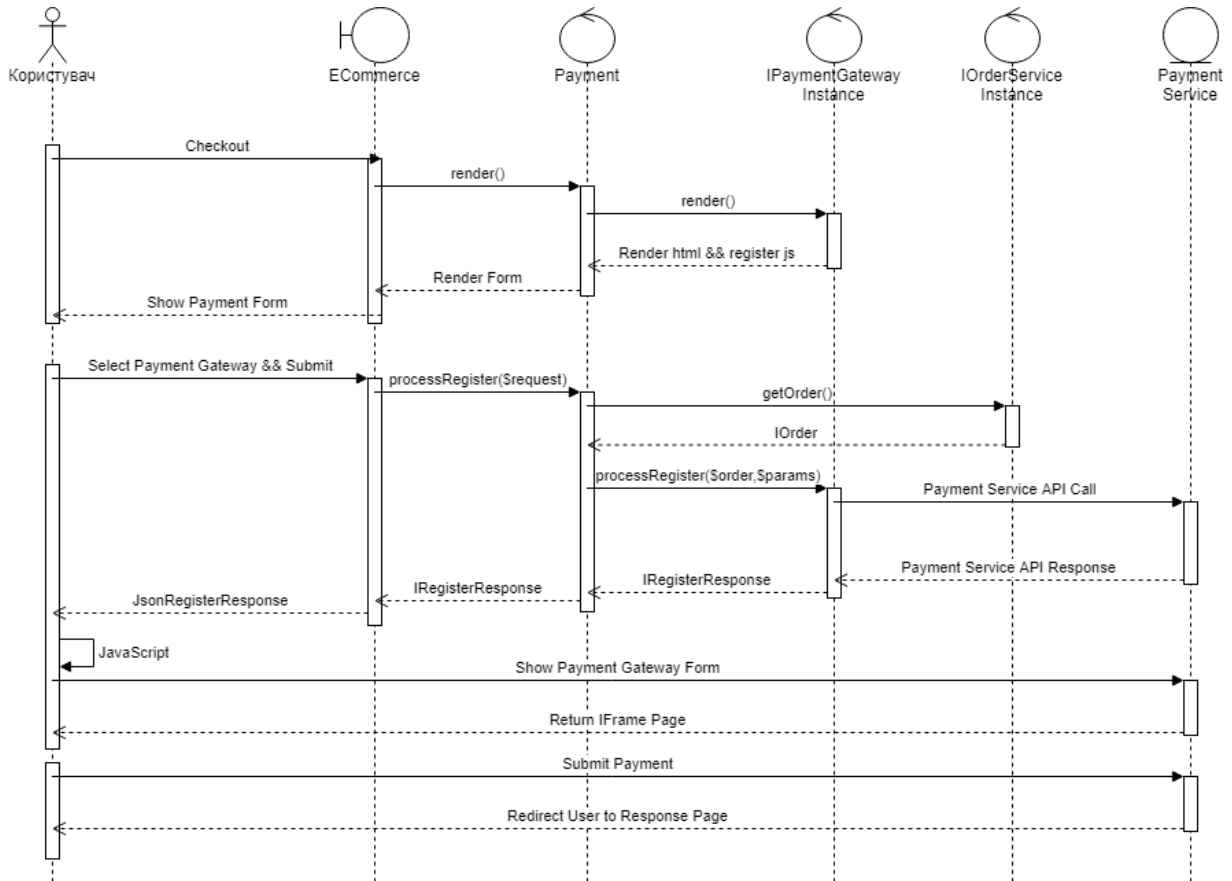 Користувач
ECommerce
Payment
IPaymentGateway
Instance
IOrderService
Instance
Payment
Service
Checkout
render()
render()
Render html && register js
Render Form
Show Payment Form
Select Payment Gateway && Submit
processRegister($request)
getOrder()
IOrder
processRegister($order,$params)
Payment Service API Call
Payment Service API Response
IRegisterResponse
IRegisterResponse
JsonRegisterResponse
JavaScript
Show Payment Gateway Form
Return IFrame Page
Submit Payment
Redirect User to Response Page